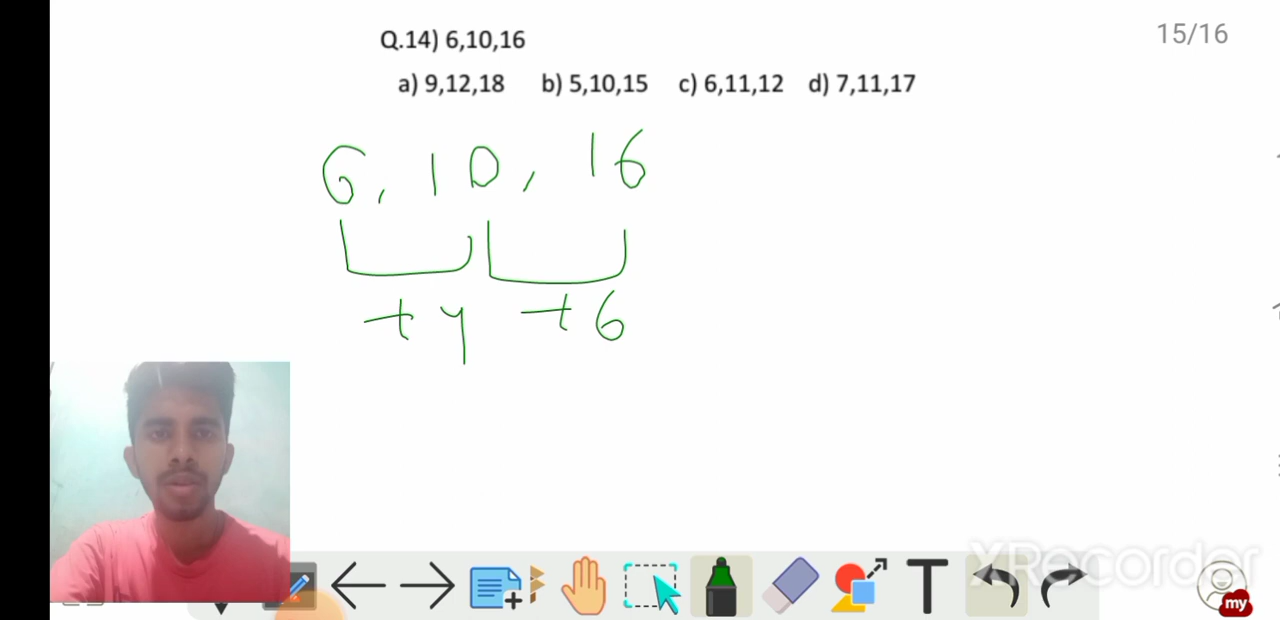 Q.14) 6,10,16
15/16
a) 9,12,18 b) 5,10,15 c) 6,11,12 d) 7,11,17
6, 10, 16
+4 +6
T
XRecorder
my